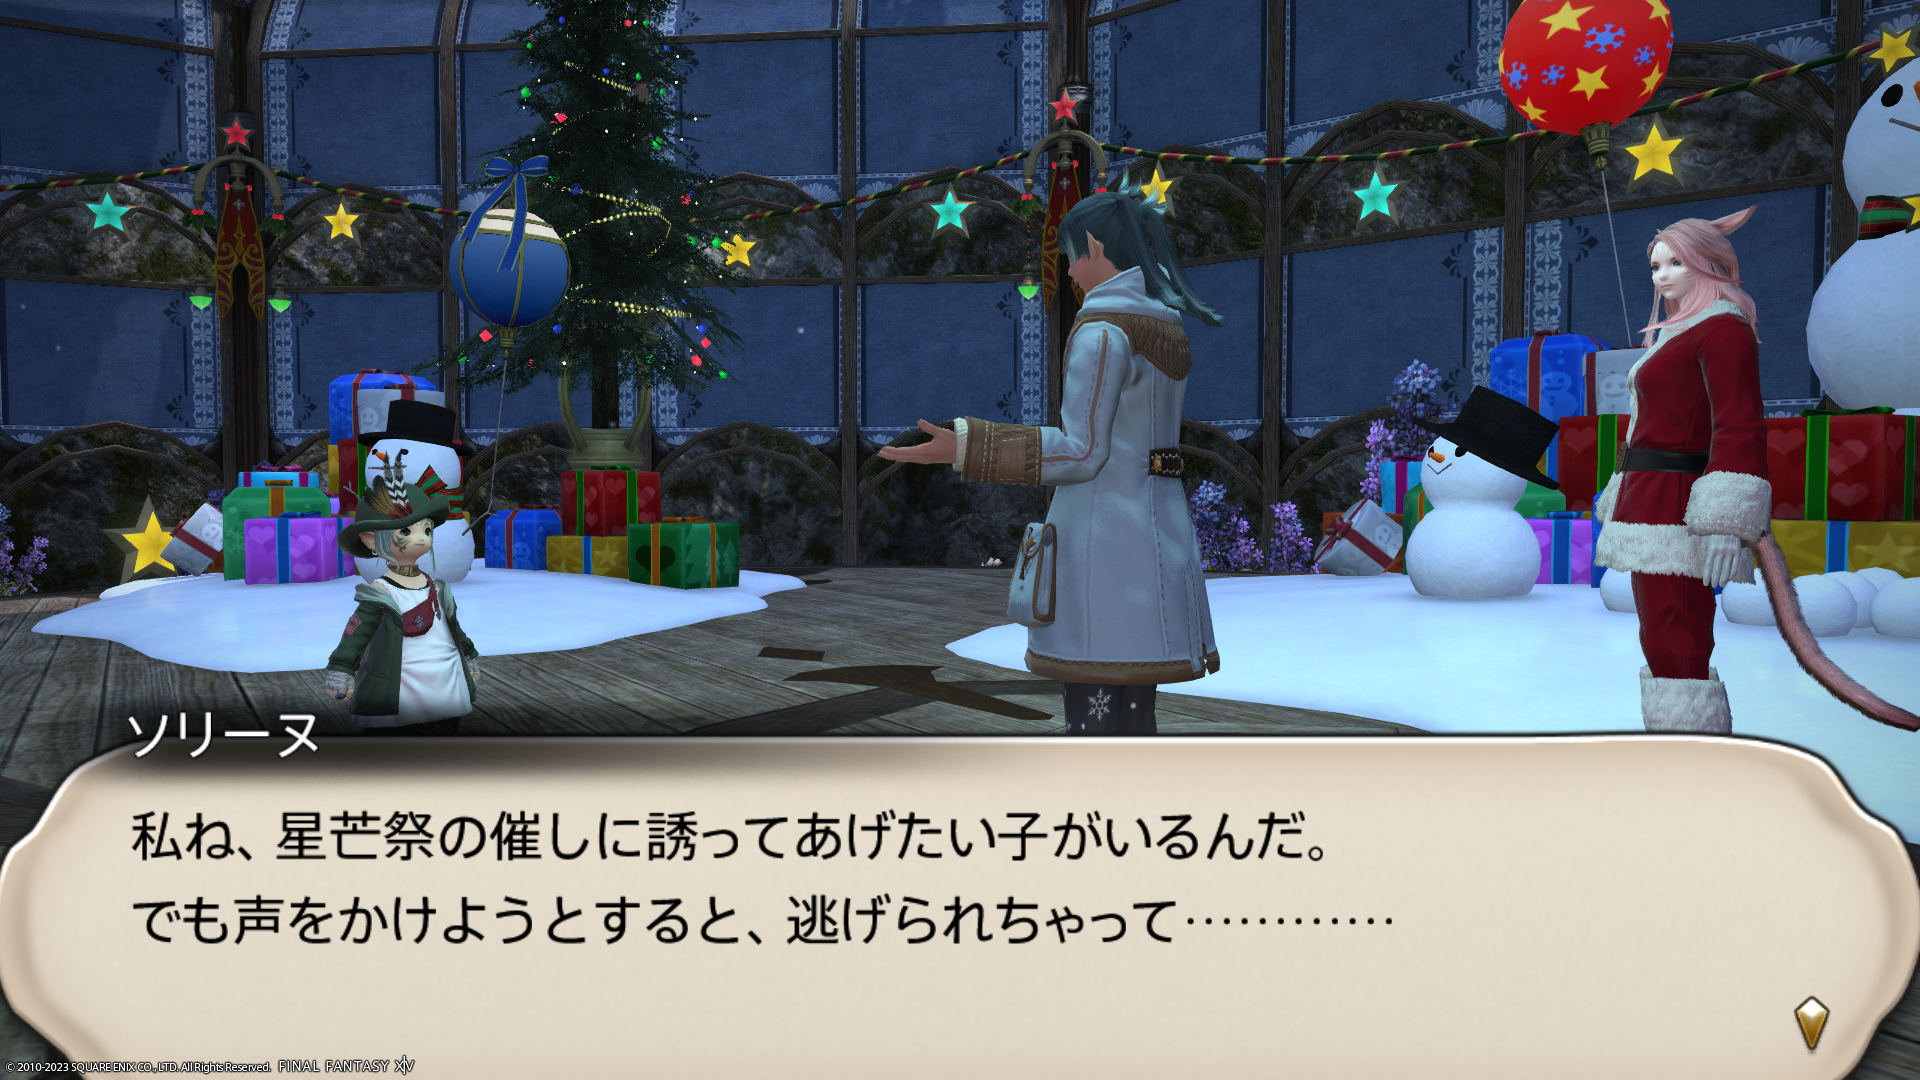 ソリーヌ
私ね、星芒祭の催しに誘ってあげたい子がいるんだ。
でも声をかけようとすると、逃げられちゃって…………
© 2010-2023 SQUARE ENIX CO., LTD. All Rights Reserved. FINAL FANTASY XIV